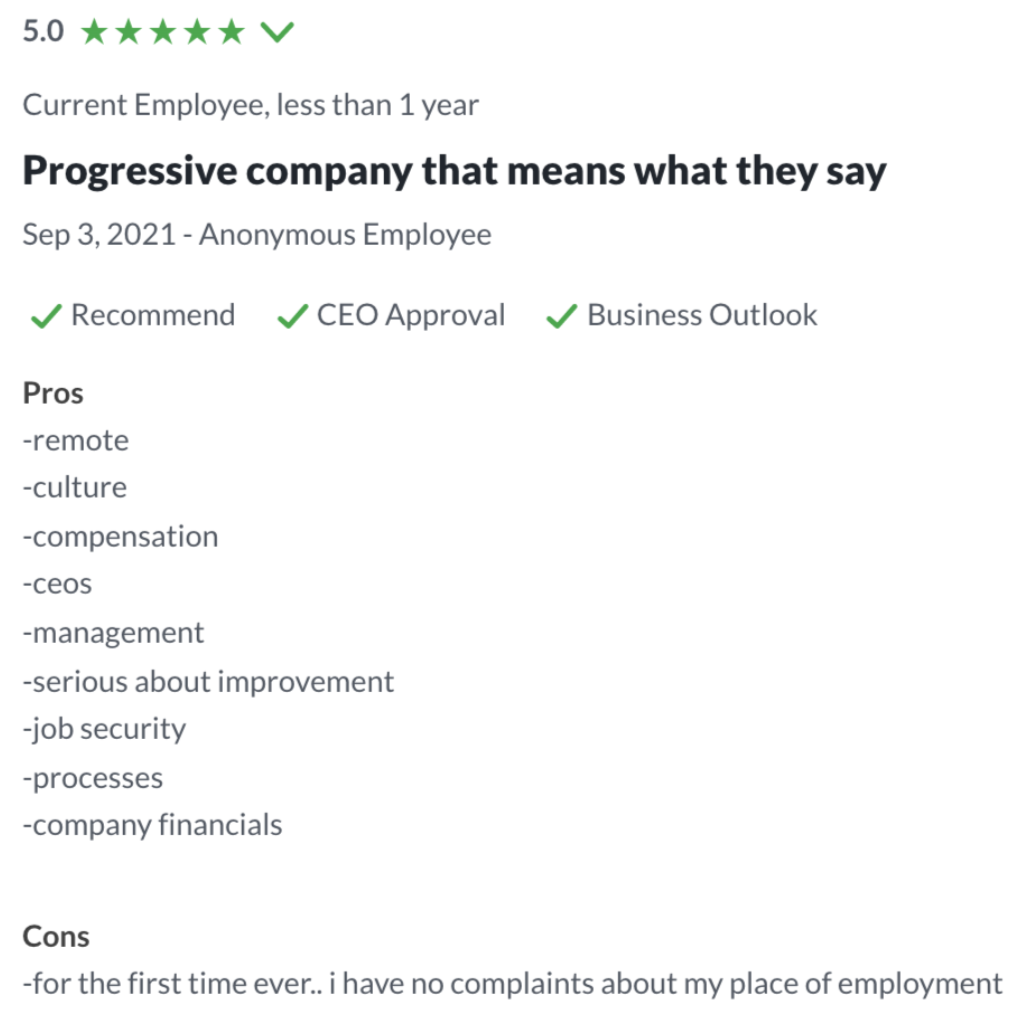 5.0
Current Employee, less than 1 year
Progressive company that means what they say
Sep 3, 2021 - Anonymous Employee
Recommend CEO Approval Business Outlook
Pros
-remote
-culture
-compensation
-ceos
-management
-serious about improvement
-job security
-processes
-company financials
Cons
-for the first time ever.. i have no complaints about my place of employment